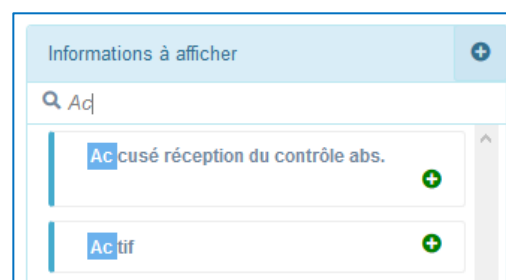 Informations à afficher
Ac
Accusé réception du contrôle abs.
Actif